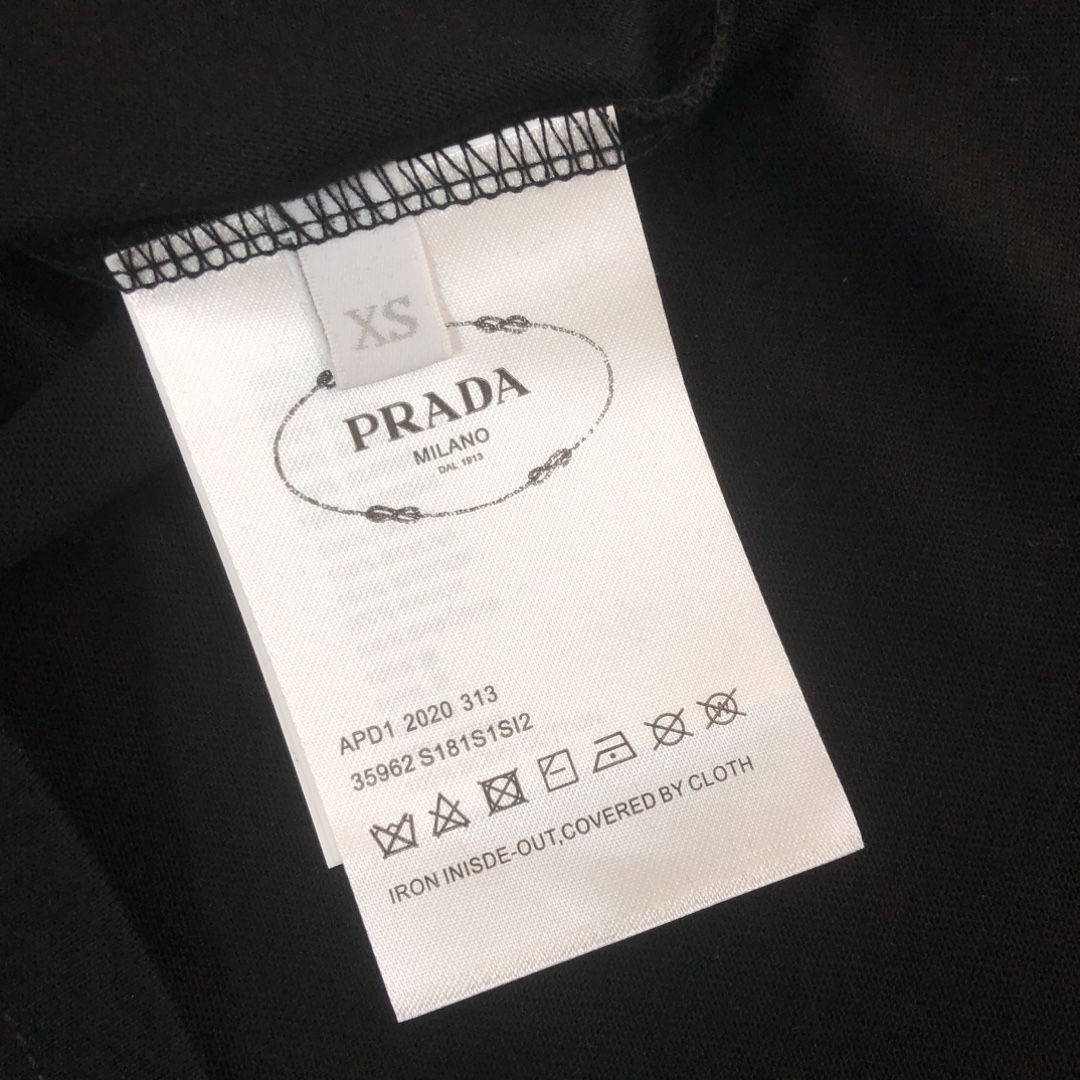 XS
PRADA
MILANO
DAL 1913
APD1 2020 313
35962 S181S1SI2
IRON INISDE-OUT,COVERED BY CLOTH